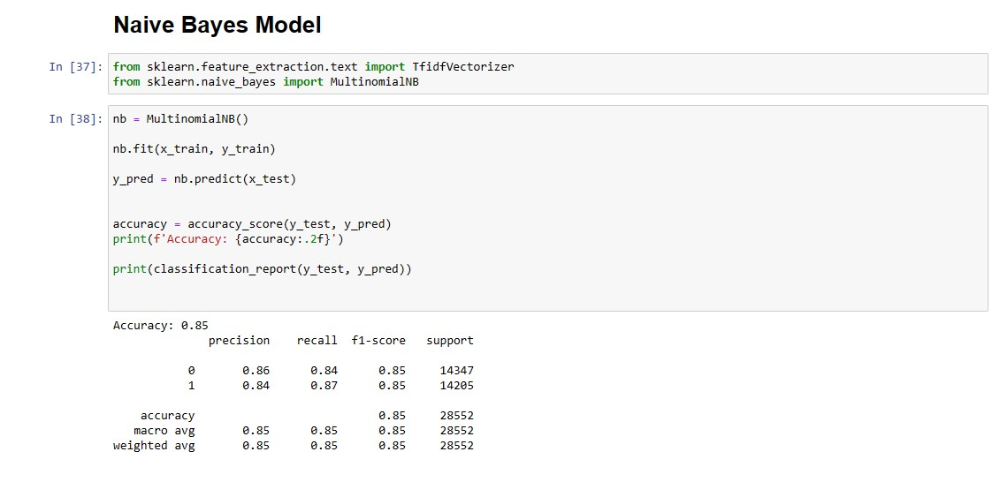 Naive Bayes Model
In [37]: from sklearn.feature_extraction.text import TfidfVectorizer
from sklearn.naive_bayes import MultinomialNB
In [38]: nb = MultinomialNB()
nb.fit(x_train, y_train)
y_pred = nb.predict(x_test)
accuracy = accuracy_score(y_test, y_pred)
print(f'Accuracy: {accuracy:.2f}')
print(classification_report(y_test, y_pred))
Accuracy: 0.85
precision recall f1-score support
0 0.86 0.84 0.85 14347
1 0.84 0.87 0.85 14205
accuracy 0.85 28552
macro avg 0.85 0.85 0.85 28552
weighted avg 0.85 0.85 0.85 28552